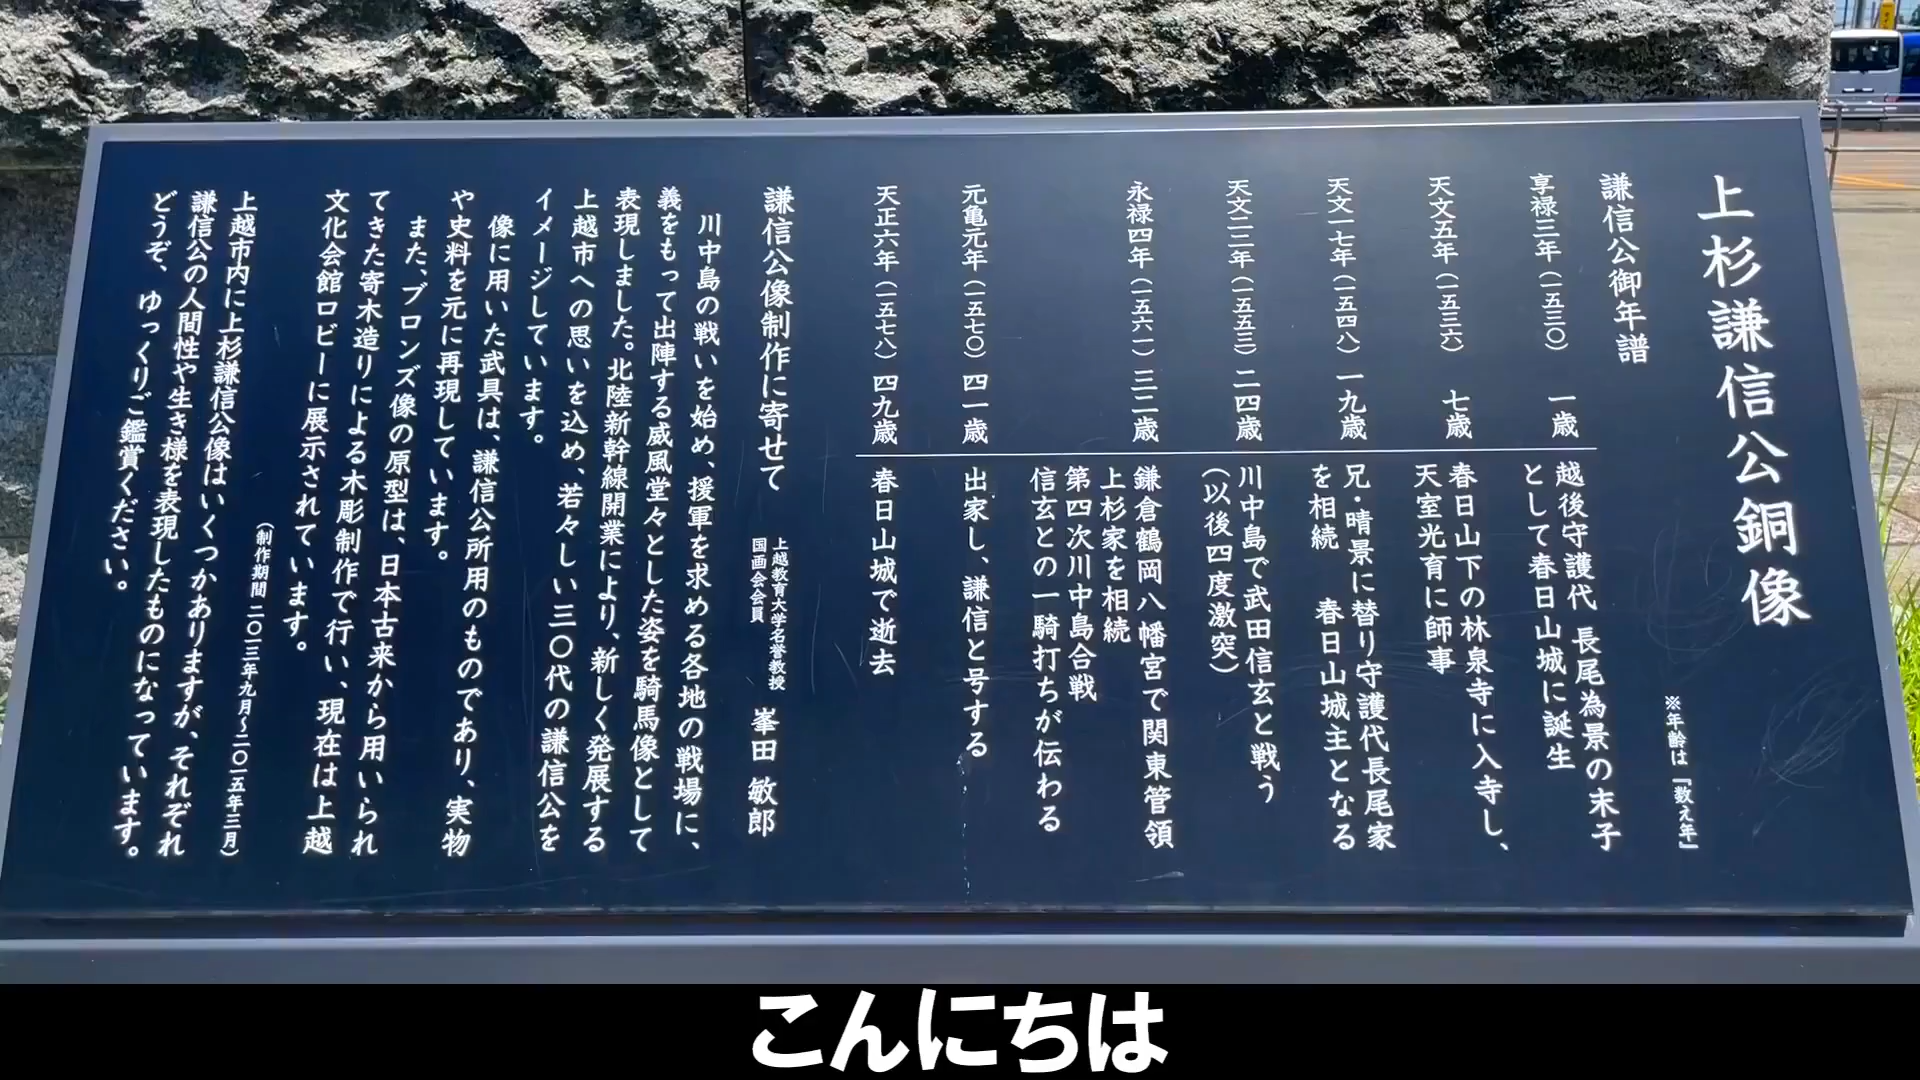 上杉謙信公銅像
※年齢は「数え年」
謙信公御年譜
享禄三年（一五三〇）　一歳
越後守護代 長尾為景の末子
として春日山城に誕生
天文五年（一五三六）　七歳
春日山下の林泉寺に入寺し、
天室光育に師事
天文一七年（一五四八）一九歳
兄・晴景に替り守護代長尾家
を相続　春日山城主となる
天文二二年（一五五三）二四歳
川中島で武田信玄と戦う
（以後四度激突）
永禄四年（一五六一）三二歳
鎌倉鶴岡八幡宮で関東管領
上杉家を相続
第四次川中島合戦
信玄との一騎打ちが伝わる
元亀元年（一五七〇）四一歳
出家し、謙信と号する
天正六年（一五七八）四九歳
春日山城で逝去
謙信公像制作に寄せて
上越教育大学名誉教授
国画会会員
峯田 敏郎
川中島の戦いを始め、援軍を求める各地の戦場に、
義をもって出陣する威風堂々とした姿を騎馬像として
表現しました。北陸新幹線開業により、新しく発展する
上越市への思いを込め、若々しい三〇代の謙信公を
イメージしています。
像に用いた武具は、謙信公所用のものであり、実物
や史料を元に再現しています。
また、ブロンズ像の原型は、日本古来から用いられ
てきた寄木造りによる木彫制作で行い、現在は上越
文化会館ロビーに展示されています。
（制作期間 二〇一三年九月～二〇一五年三月）
上越市内に上杉謙信公像はいくつかありますが、それぞれ
謙信公の人間性や生き様を表現したものになっています。
どうぞ、ゆっくりご鑑賞ください。
こんにちは